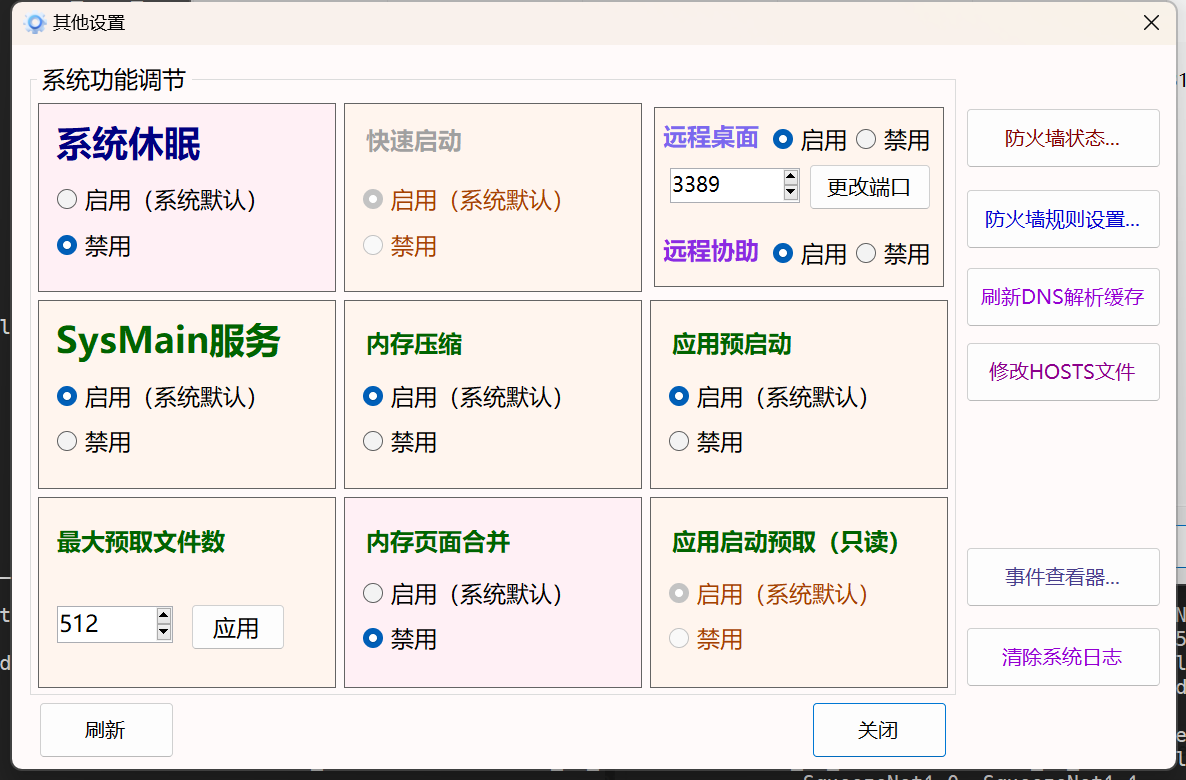 其他设置
系统功能调节
系统休眠
启用（系统默认）
禁用
快速启动
启用（系统默认）
禁用
远程桌面 启用 禁用
3389 更改端口
远程协助 启用 禁用
SysMain服务
启用（系统默认）
禁用
内存压缩
启用（系统默认）
禁用
应用预启动
启用（系统默认）
禁用
最大预取文件数
512 应用
内存页面合并
启用（系统默认）
禁用
应用启动预取（只读）
启用（系统默认）
禁用
防火墙状态...
防火墙规则设置...
刷新DNS解析缓存
修改HOSTS文件
事件查看器...
清除系统日志
刷新
关闭